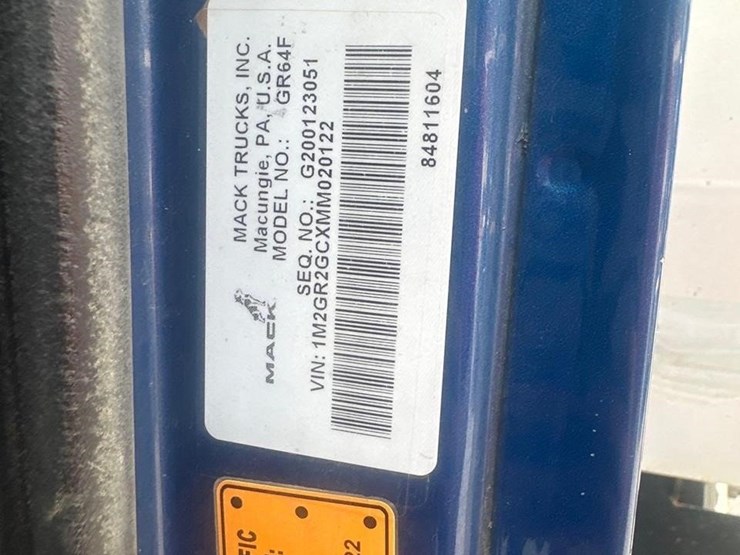 MACK TRUCKS, INC.
Macungie, PA, U.S.A.
MODEL NO.: GR64F
MACK
SEQ. NO.: G200123051
VIN: 1M2GR2GCXMM020122
84811604